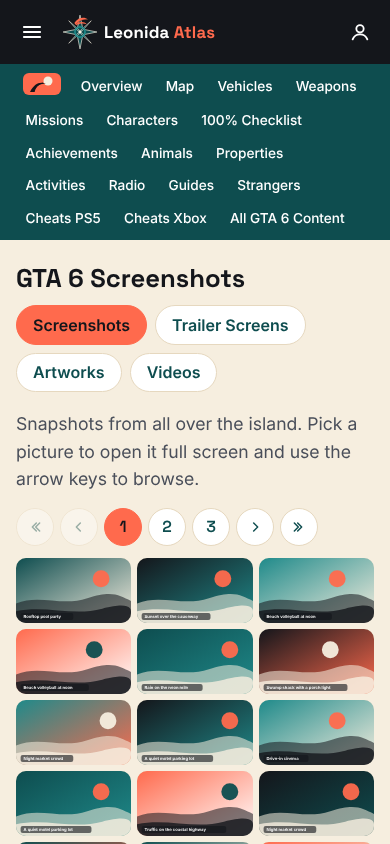 Leonida Atlas
Overview Map Vehicles Weapons
Missions Characters 100% Checklist
Achievements Animals Properties
Activities Radio Guides Strangers
Cheats PS5 Cheats Xbox All GTA 6 Content
GTA 6 Screenshots
Screenshots Trailer Screens
Artworks Videos
Snapshots from all over the island. Pick a
picture to open it full screen and use the
arrow keys to browse.
« ‹ 1 2 3 › »
Rooftop pool party Sunset over the causeway Beach volleyball at noon
Beach volleyball at noon Rain on the neon mile Swamp shack with a porch light
Night market crowd A quiet motel parking lot Drive-in cinema
A quiet motel parking lot Traffic on the coastal highway Night market crowd